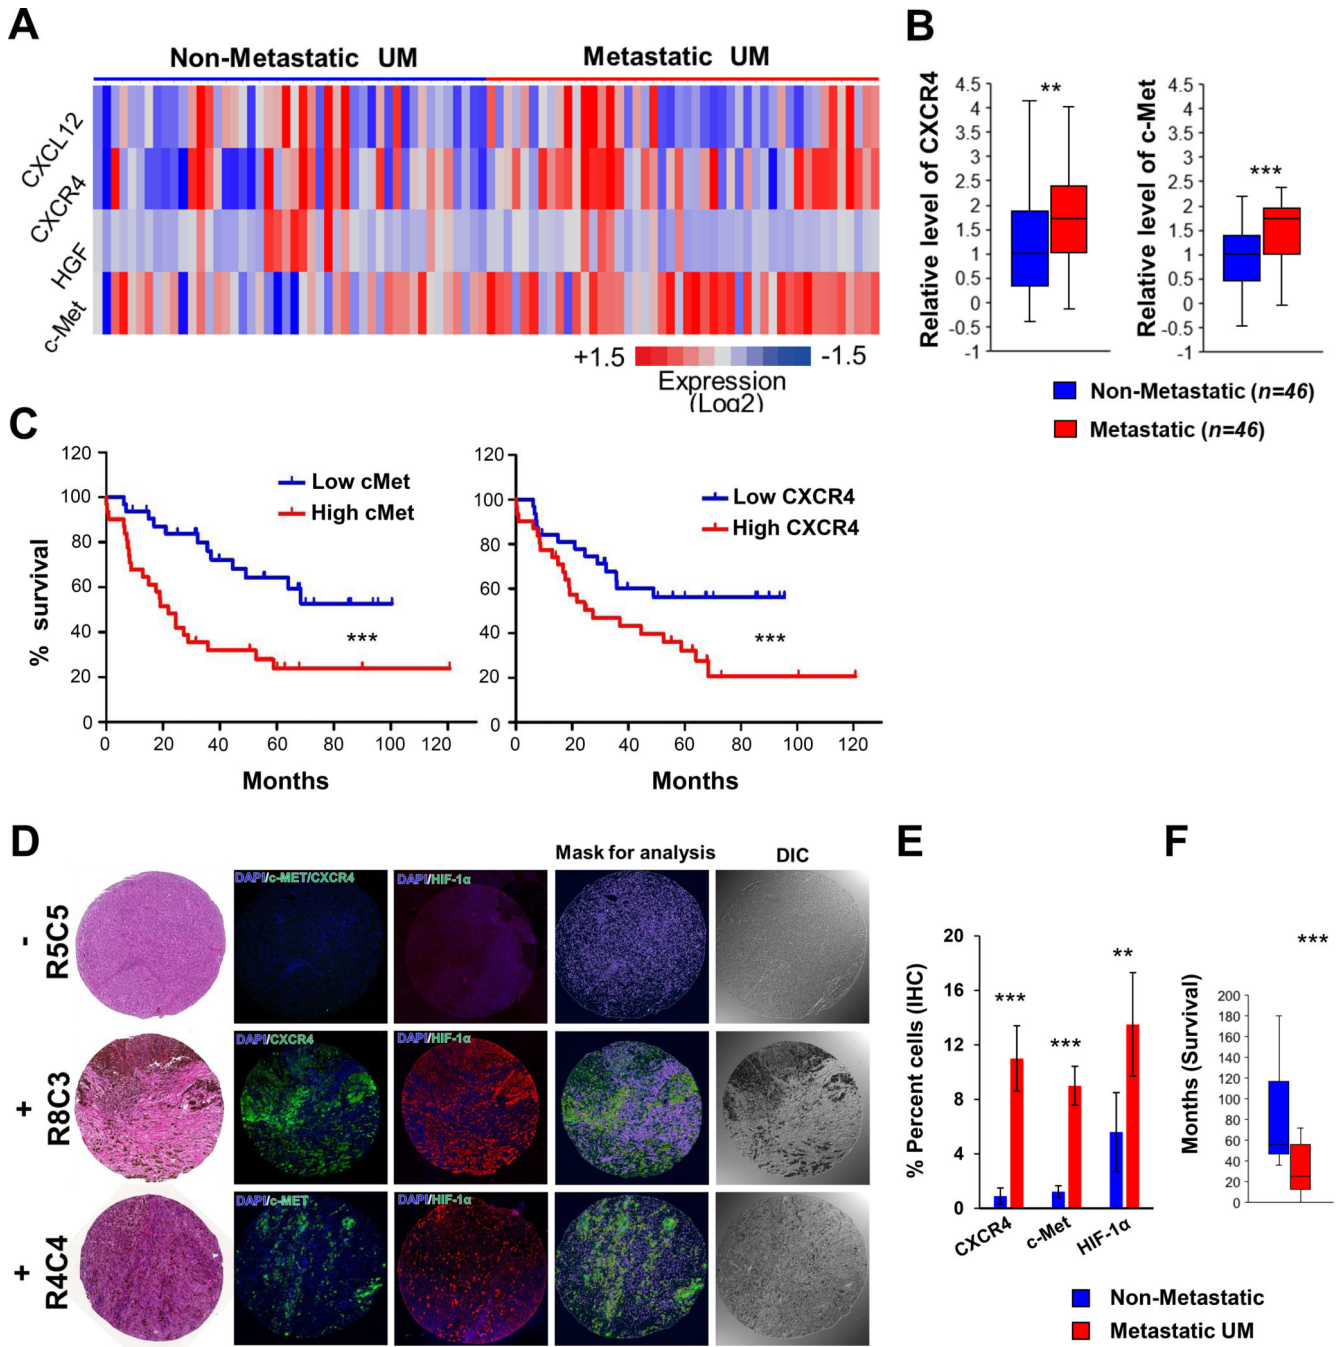 A
Non-Metastatic UM
Metastatic UM
CXCL12
CXCR4
HGF
c-Met
+1.5
-1.5
Expression
(Log2)
B
Relative level of CXCR4
4.5
4
3.5
3
2.5
2
1.5
1
0.5
0
-0.5
-1
**
Relative level of c-Met
4.5
4
3.5
3
2.5
2
1.5
1
0.5
0
-0.5
-1
***
Non-Metastatic (n=46)
Metastatic (n=46)
C
% survival
120
100
80
60
40
20
0
Low cMet
High cMet
***
0 20 40 60 80 100 120
Months
120
100
80
60
40
20
0
Low CXCR4
High CXCR4
***
0 20 40 60 80 100 120
Months
D
Mask for analysis
DIC
- R5C5
DAPI/c-MET/CXCR4
DAPI/HIF-1α
+ R8C3
DAPI/CXCR4
DAPI/HIF-1α
+ R4C4
DAPI/c-MET
DAPI/HIF-1α
E
% Percent cells (IHC)
20
16
12
8
4
0
***
***
**
CXCR4
c-Met
HIF-1α
F
***
Months (Survival)
200
180
160
140
120
100
80
60
40
20
0
Non-Metastatic
Metastatic UM